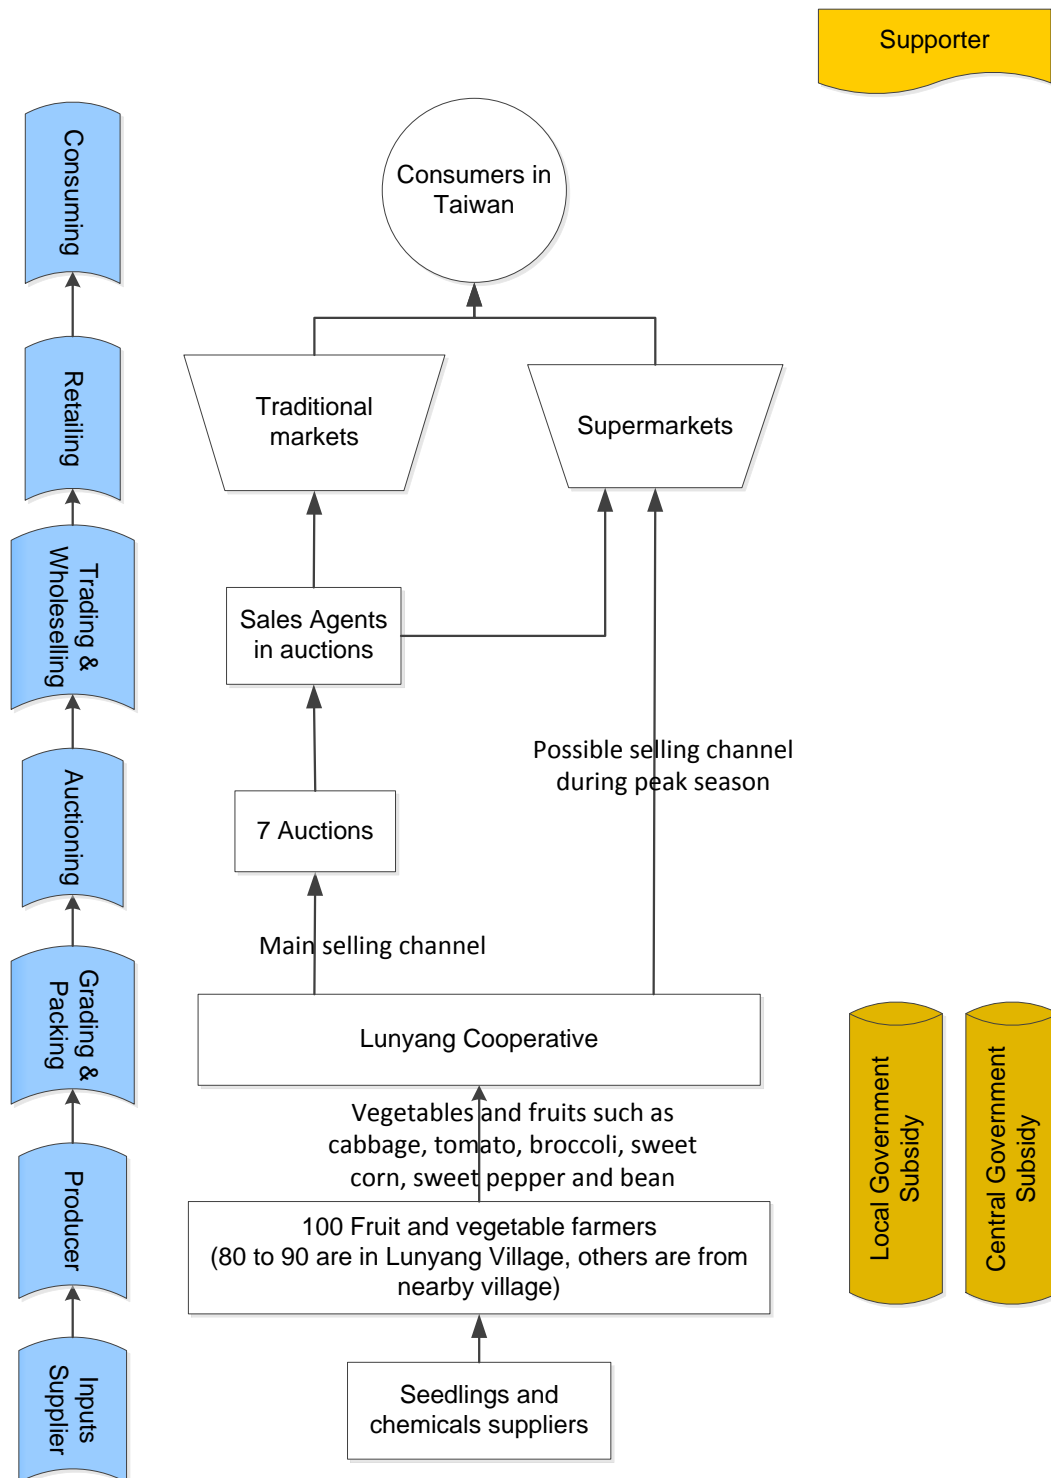 Supporter
Consuming
Consumers in
Taiwan
Retailing
Traditional
markets
Supermarkets
Trading &
Wholeselling
Sales Agents
in auctions
Possible selling channel
during peak season
Auctioning
7 Auctions
Main selling channel
Grading &
Packing
Lunyang Cooperative
Vegetables and fruits such as
cabbage, tomato, broccoli, sweet
corn, sweet pepper and bean
Local Government
Subsidy
Central Government
Subsidy
Producer
100 Fruit and vegetable farmers
(80 to 90 are in Lunyang Village, others are from
nearby village)
Inputs
Supplier
Seedlings and
chemicals suppliers